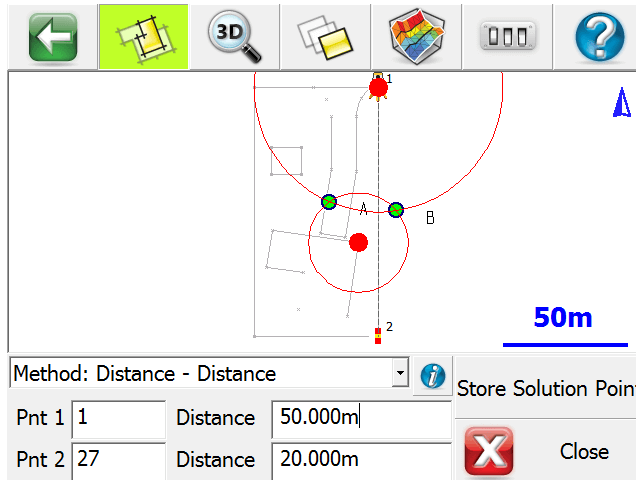 3D
1
A
B
50m
2
Method: Distance - Distance
i
Store Solution Poin
Pnt 1 1 Distance 50.000m
Pnt 2 27 Distance 20.000m
Close